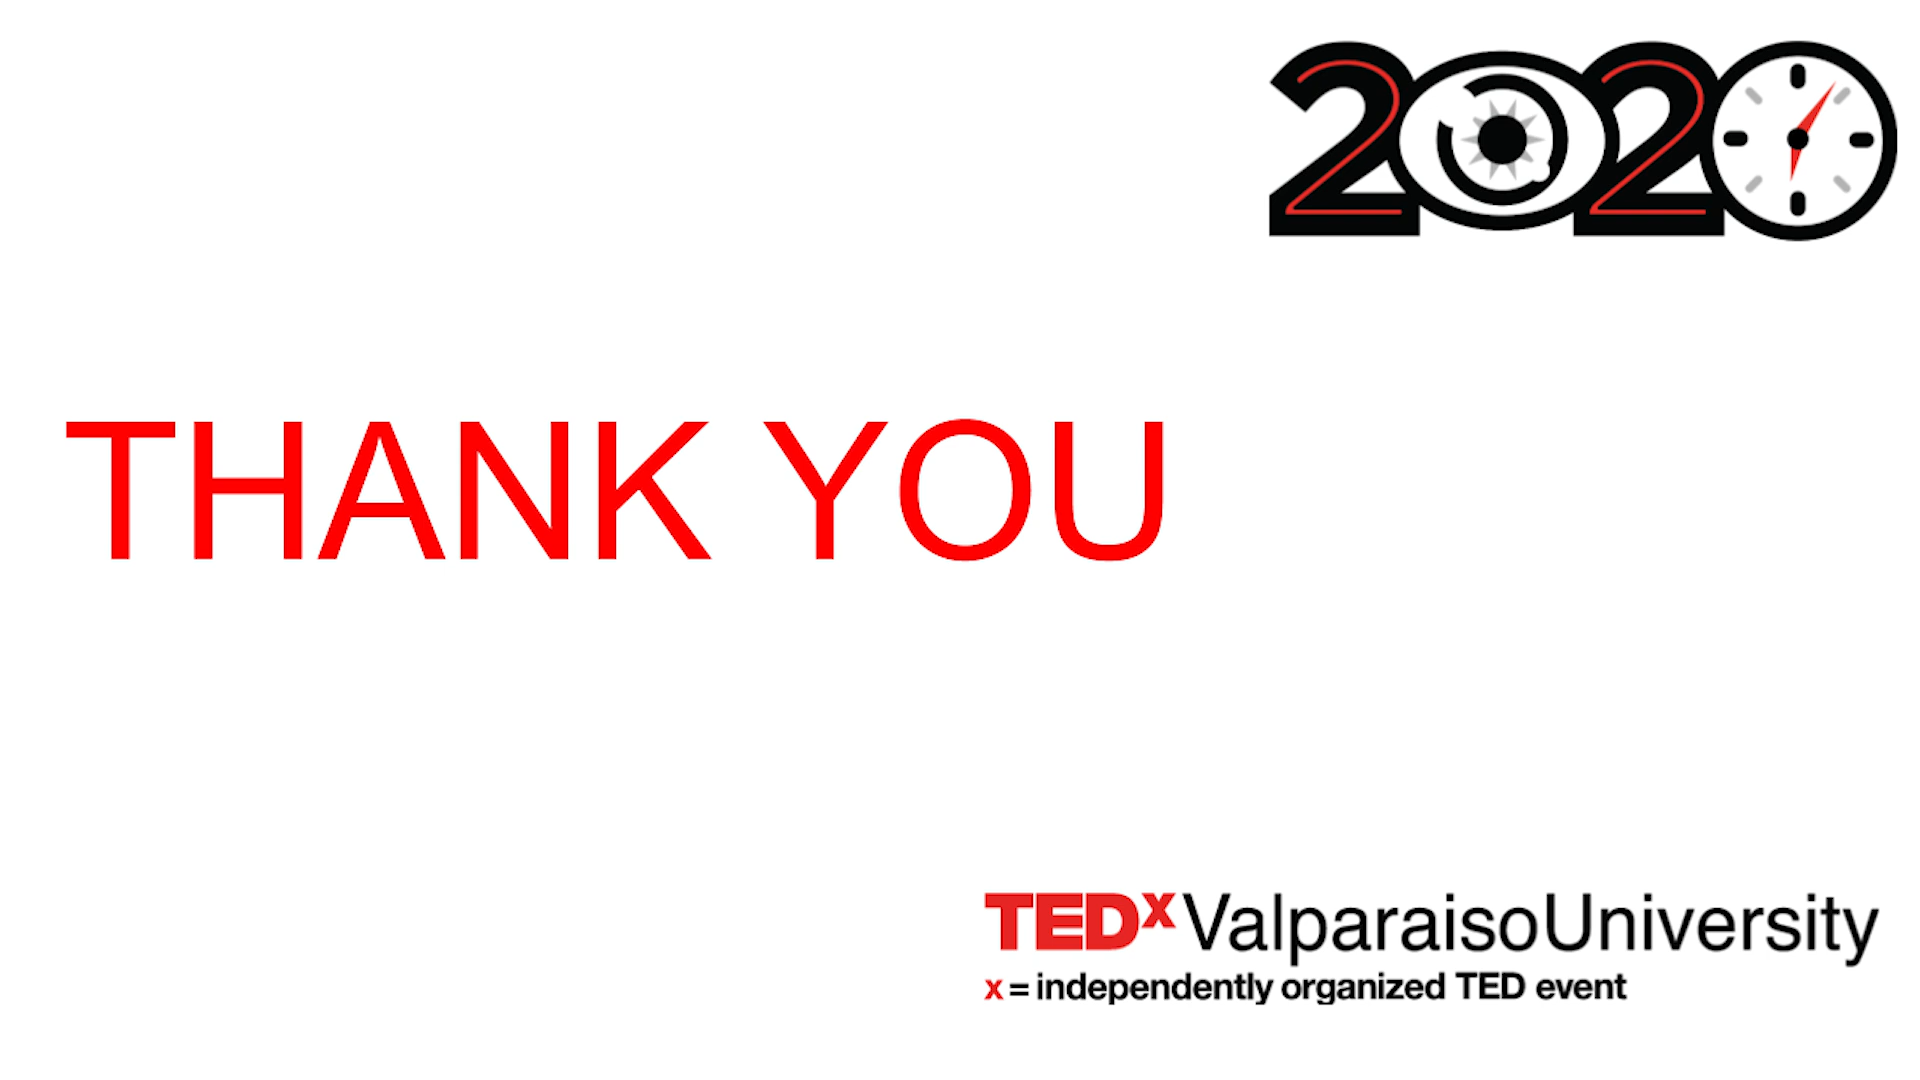 2020
THANK YOU
TEDx ValparaisoUniversity
x = independently organized TED event